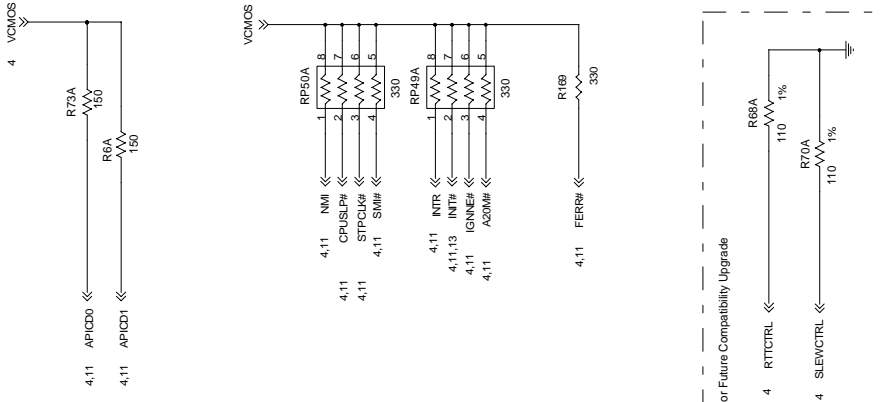 4 VCMOS
R73A
150
R6A
150
4,11 APICD0
4,11 APICD1
VCMOS
RP50A
8
7
6
5
1
2
3
4
330
4,11 NMI
4,11 CPUSLP#
4,11 STPCLK#
4,11 SMI#
RP49A
8
7
6
5
1
2
3
4
330
4,11 INTR
4,11,13 INIT#
4,11 IGNNE#
4,11 A20M#
R169
330
4,11 FERR#
or Future Compatibility Upgrade
R68A
110 1%
R70A
110 1%
4 RTTCTRL
4 SLEWCTRL